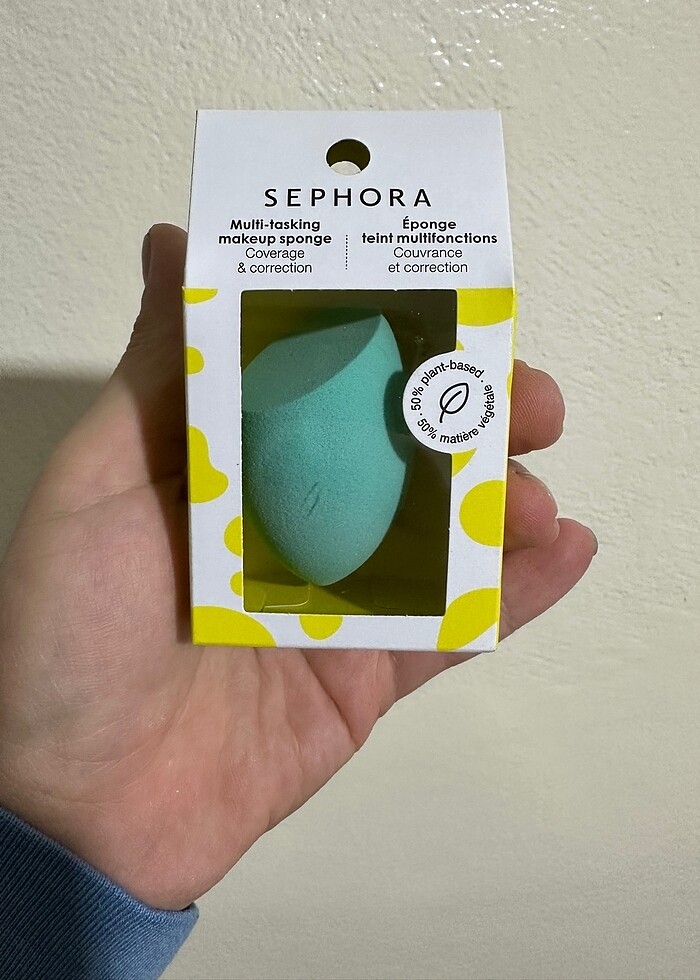 SEPHORA
Multi-tasking
makeup sponge
Coverage
& correction
Éponge
teint multifonctions
Couvrance
et correction
50% plant-based .
. 50% matière végétale